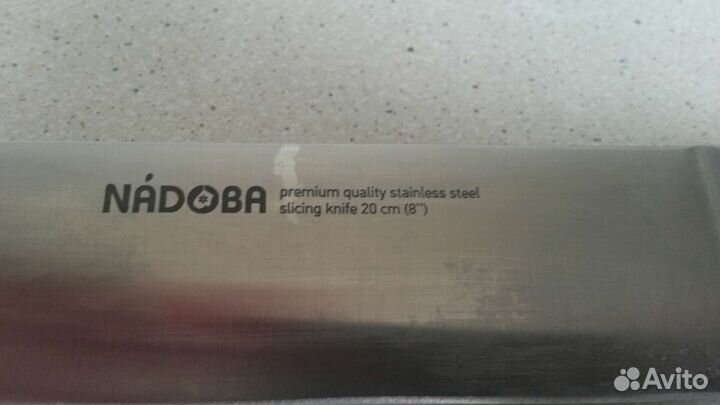 NÁDOBA
premium quality stainless steel
slicing knife 20 cm (8")
Avito